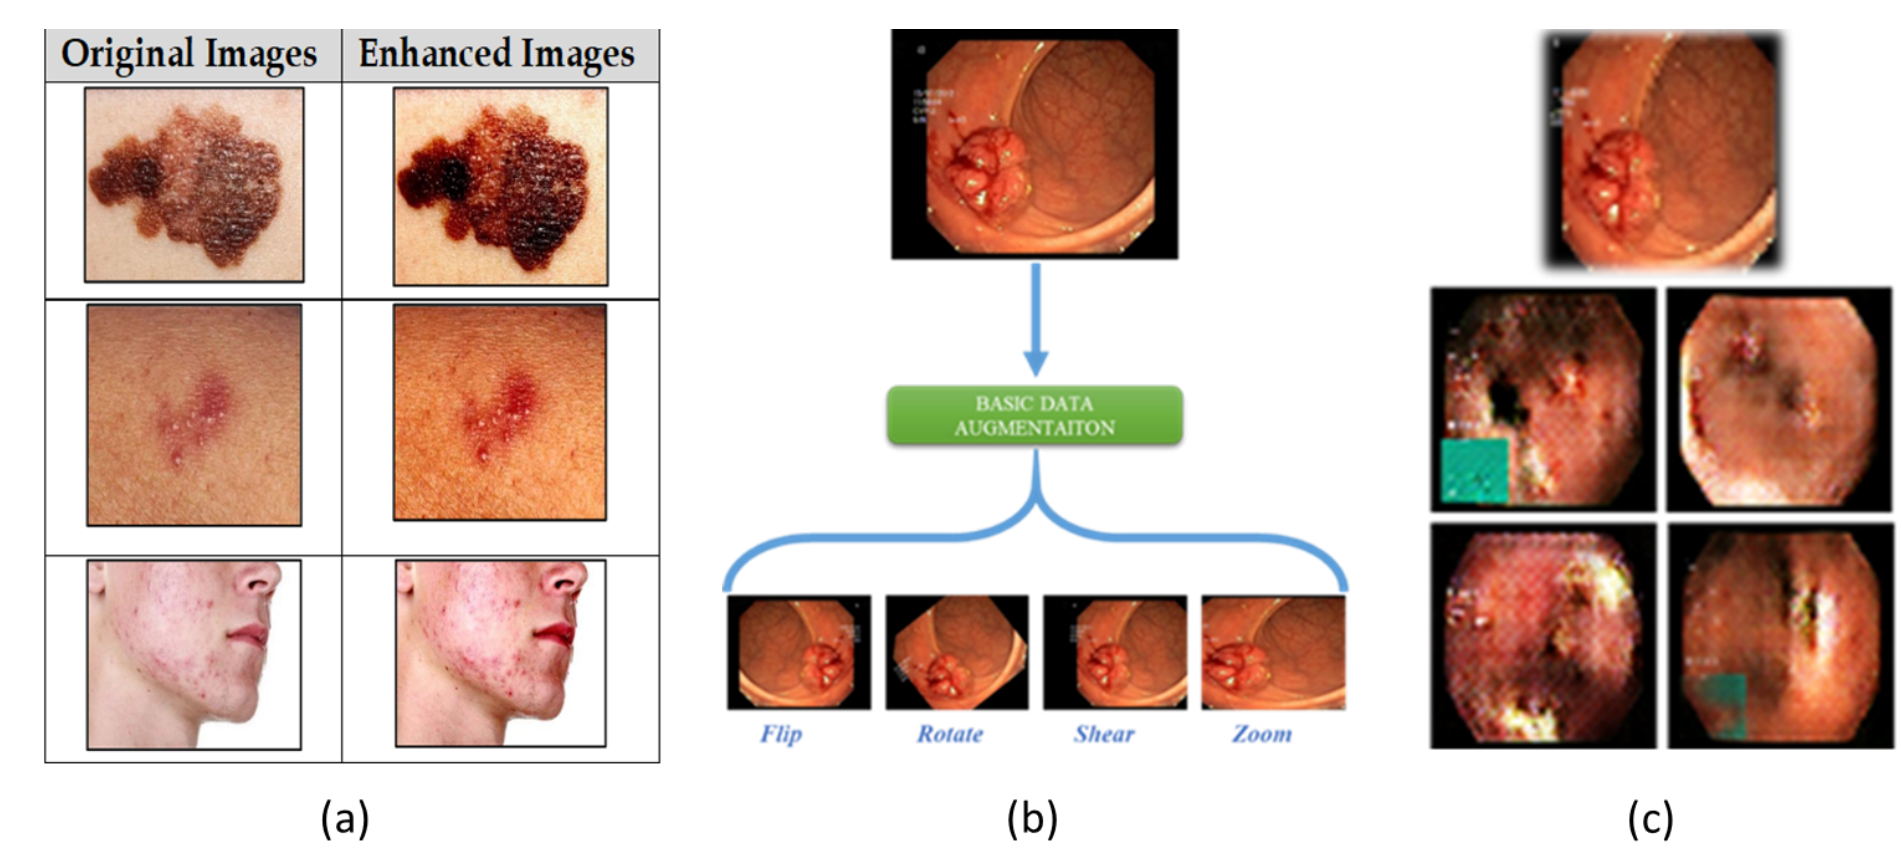 Original Images
Enhanced Images
BASIC DATA
AUGMENTAITON
Flip
Rotate
Shear
Zoom
(a)
(b)
(c)